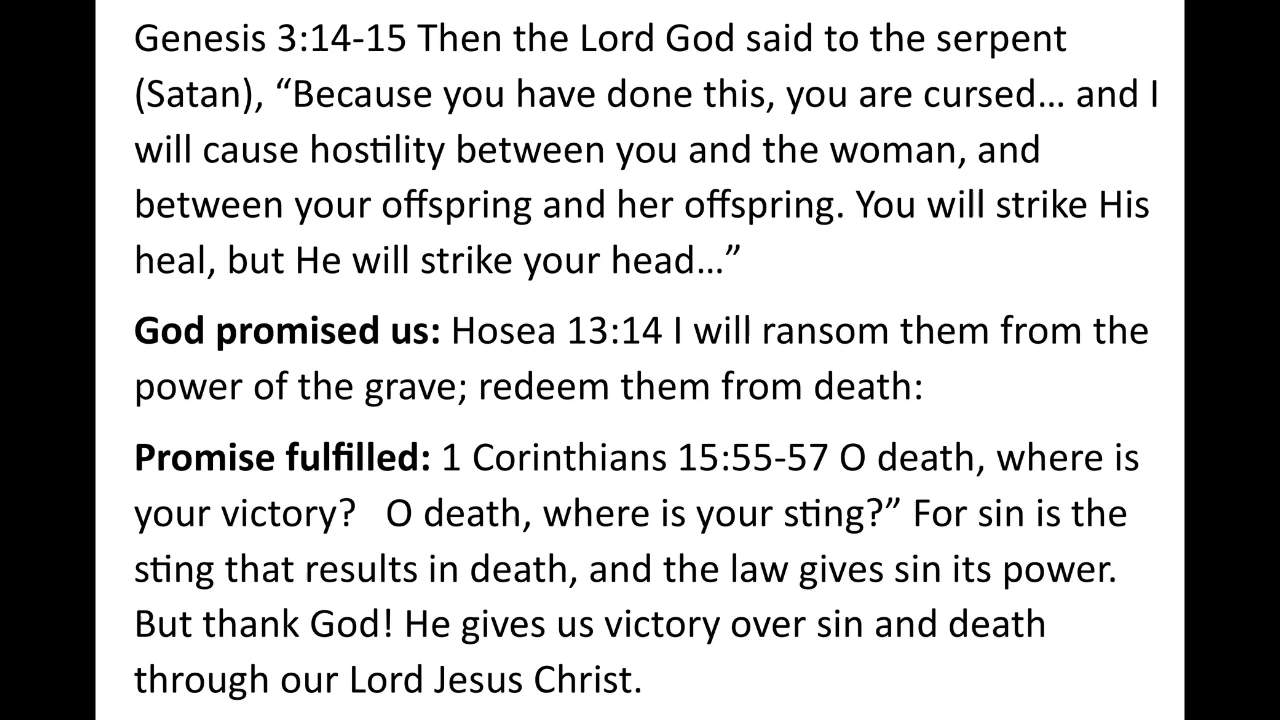 Genesis 3:14-15 Then the Lord God said to the serpent
(Satan), “Because you have done this, you are cursed… and I
will cause hostility between you and the woman, and
between your offspring and her offspring. You will strike His
heal, but He will strike your head…”
God promised us: Hosea 13:14 I will ransom them from the
power of the grave; redeem them from death:
Promise fulfilled: 1 Corinthians 15:55-57 O death, where is
your victory?   O death, where is your sting?” For sin is the
sting that results in death, and the law gives sin its power.
But thank God! He gives us victory over sin and death
through our Lord Jesus Christ.